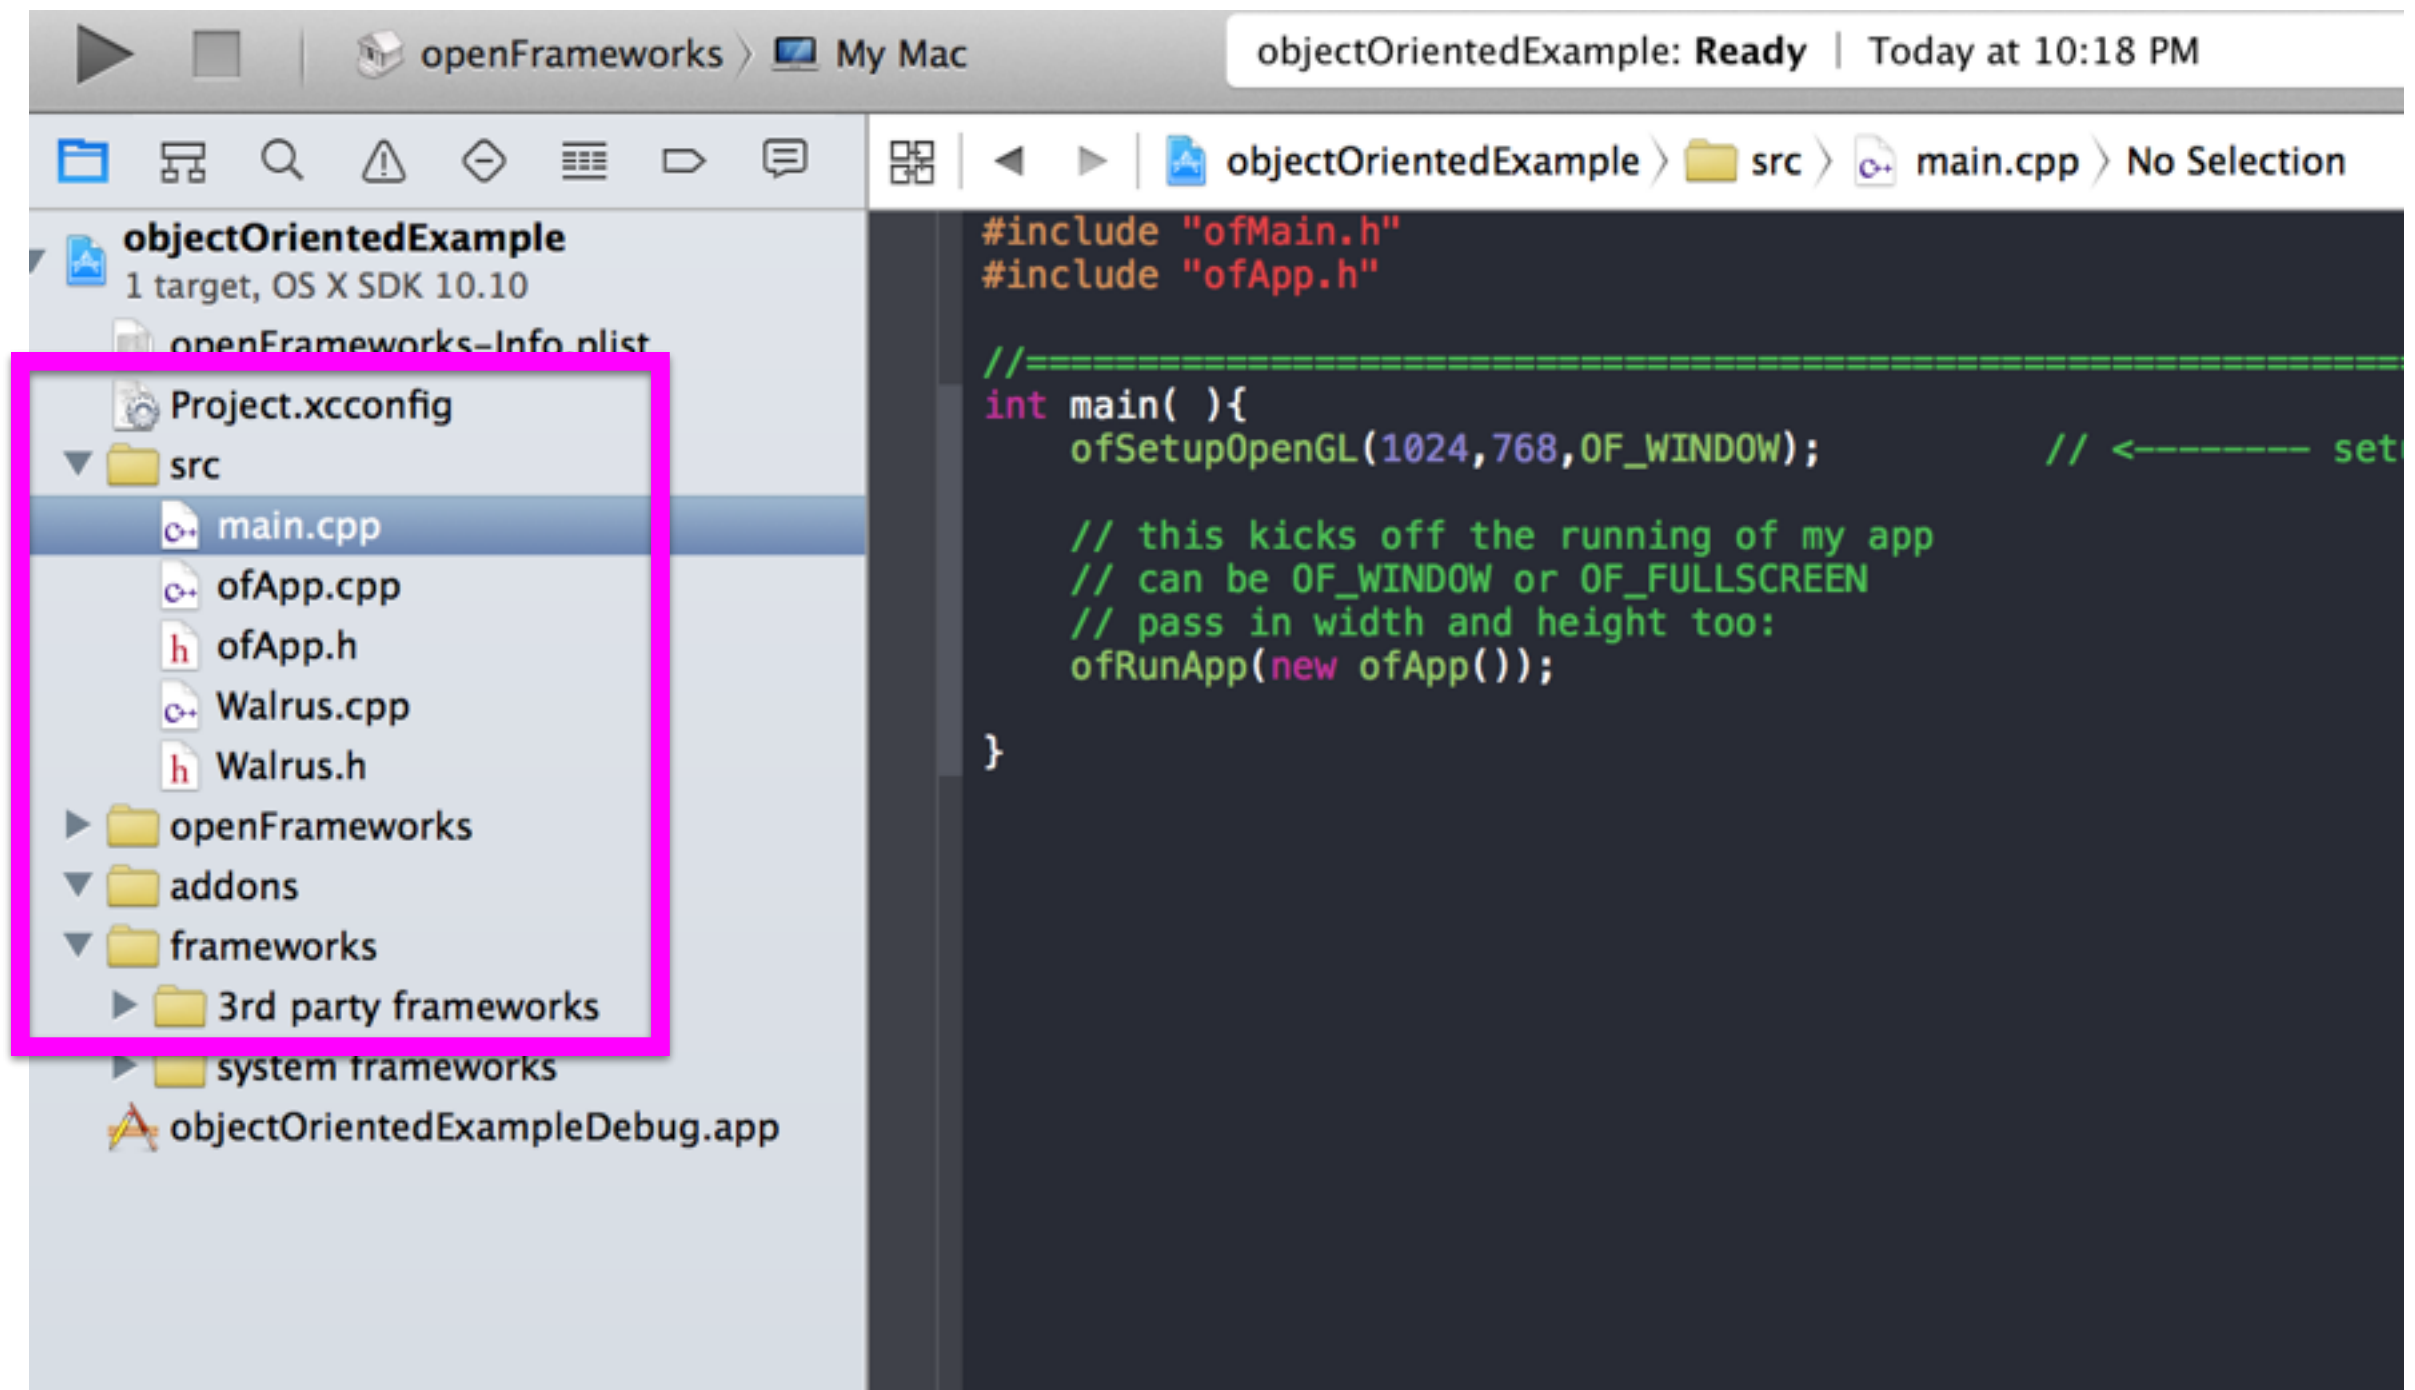 openFrameworks 〉 My Mac
objectOrientedExample: Ready | Today at 10:18 PM
objectOrientedExample 〉 src 〉 main.cpp 〉 No Selection
objectOrientedExample
1 target, OS X SDK 10.10
openFrameworks-Info.plist
Project.xcconfig
src
main.cpp
ofApp.cpp
ofApp.h
Walrus.cpp
Walrus.h
openFrameworks
addons
frameworks
3rd party frameworks
system frameworks
objectOrientedExampleDebug.app
#include "ofMain.h"
#include "ofApp.h"
//================================================================
int main( ){
ofSetupOpenGL(1024,768,OF_WINDOW); // <-------- set
// this kicks off the running of my app
// can be OF_WINDOW or OF_FULLSCREEN
// pass in width and height too:
ofRunApp(new ofApp());
}